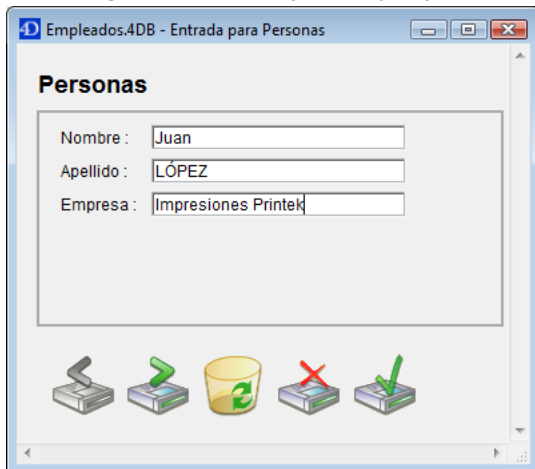 Empleados.4DB - Entrada para Personas
Personas
Nombre : Juan
Apellido : LÓPEZ
Empresa : Impresiones Printek